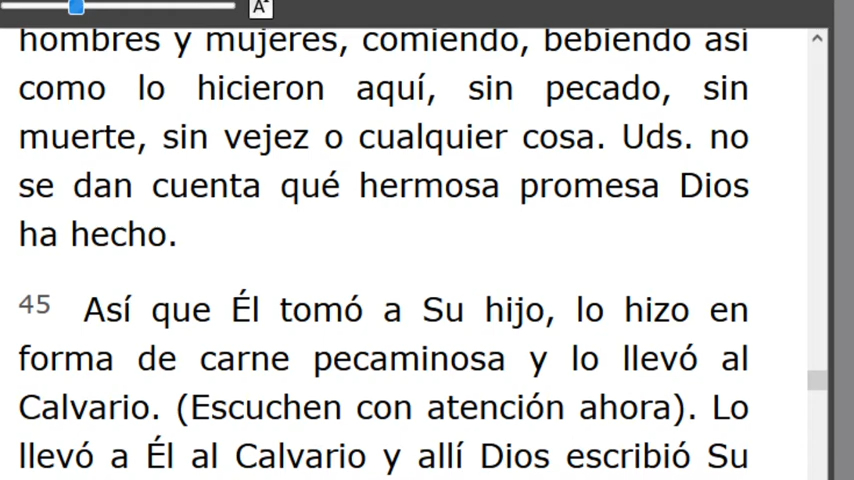 A
hombres y mujeres, comiendo, bebiendo así
como lo hicieron aquí, sin pecado, sin
muerte, sin vejez o cualquier cosa. Uds. no
se dan cuenta qué hermosa promesa Dios
ha hecho.
45 Así que Él tomó a Su hijo, lo hizo en
forma de carne pecaminosa y lo llevó al
Calvario. (Escuchen con atención ahora). Lo
llevó a Él al Calvario y allí Dios escribió Su